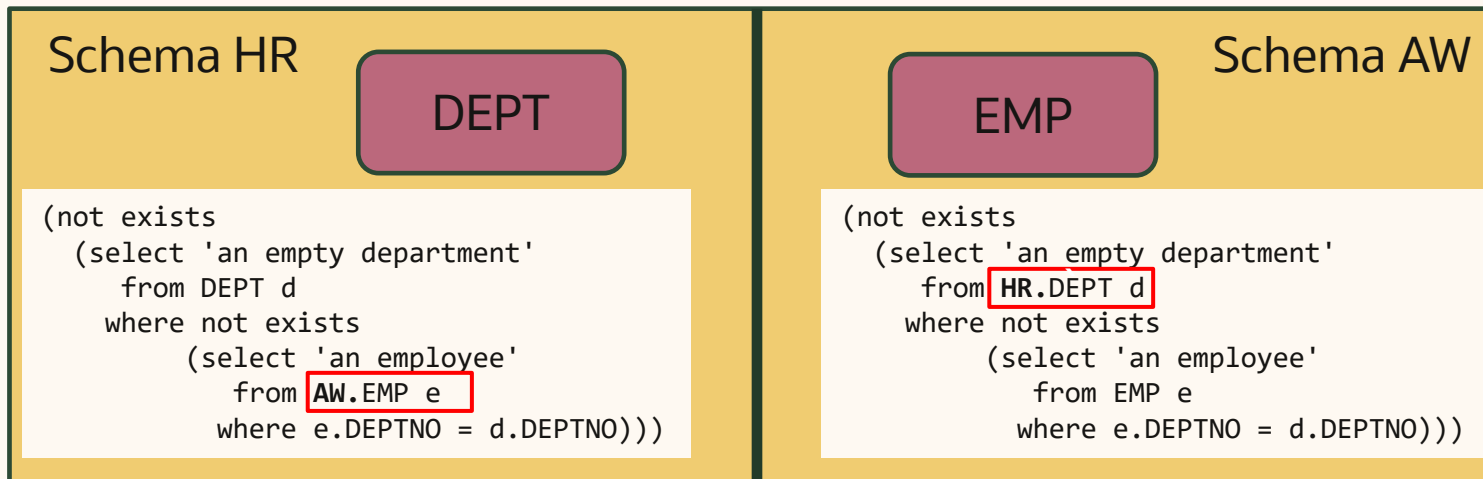 Schema HR
DEPT
(not exists
(select 'an empty department'
from DEPT d
where not exists
(select 'an employee'
from AW.EMP e
where e.DEPTNO = d.DEPTNO)))
Schema AW
EMP
(not exists
(select 'an empty department'
from HR.DEPT d
where not exists
(select 'an employee'
from EMP e
where e.DEPTNO = d.DEPTNO)))